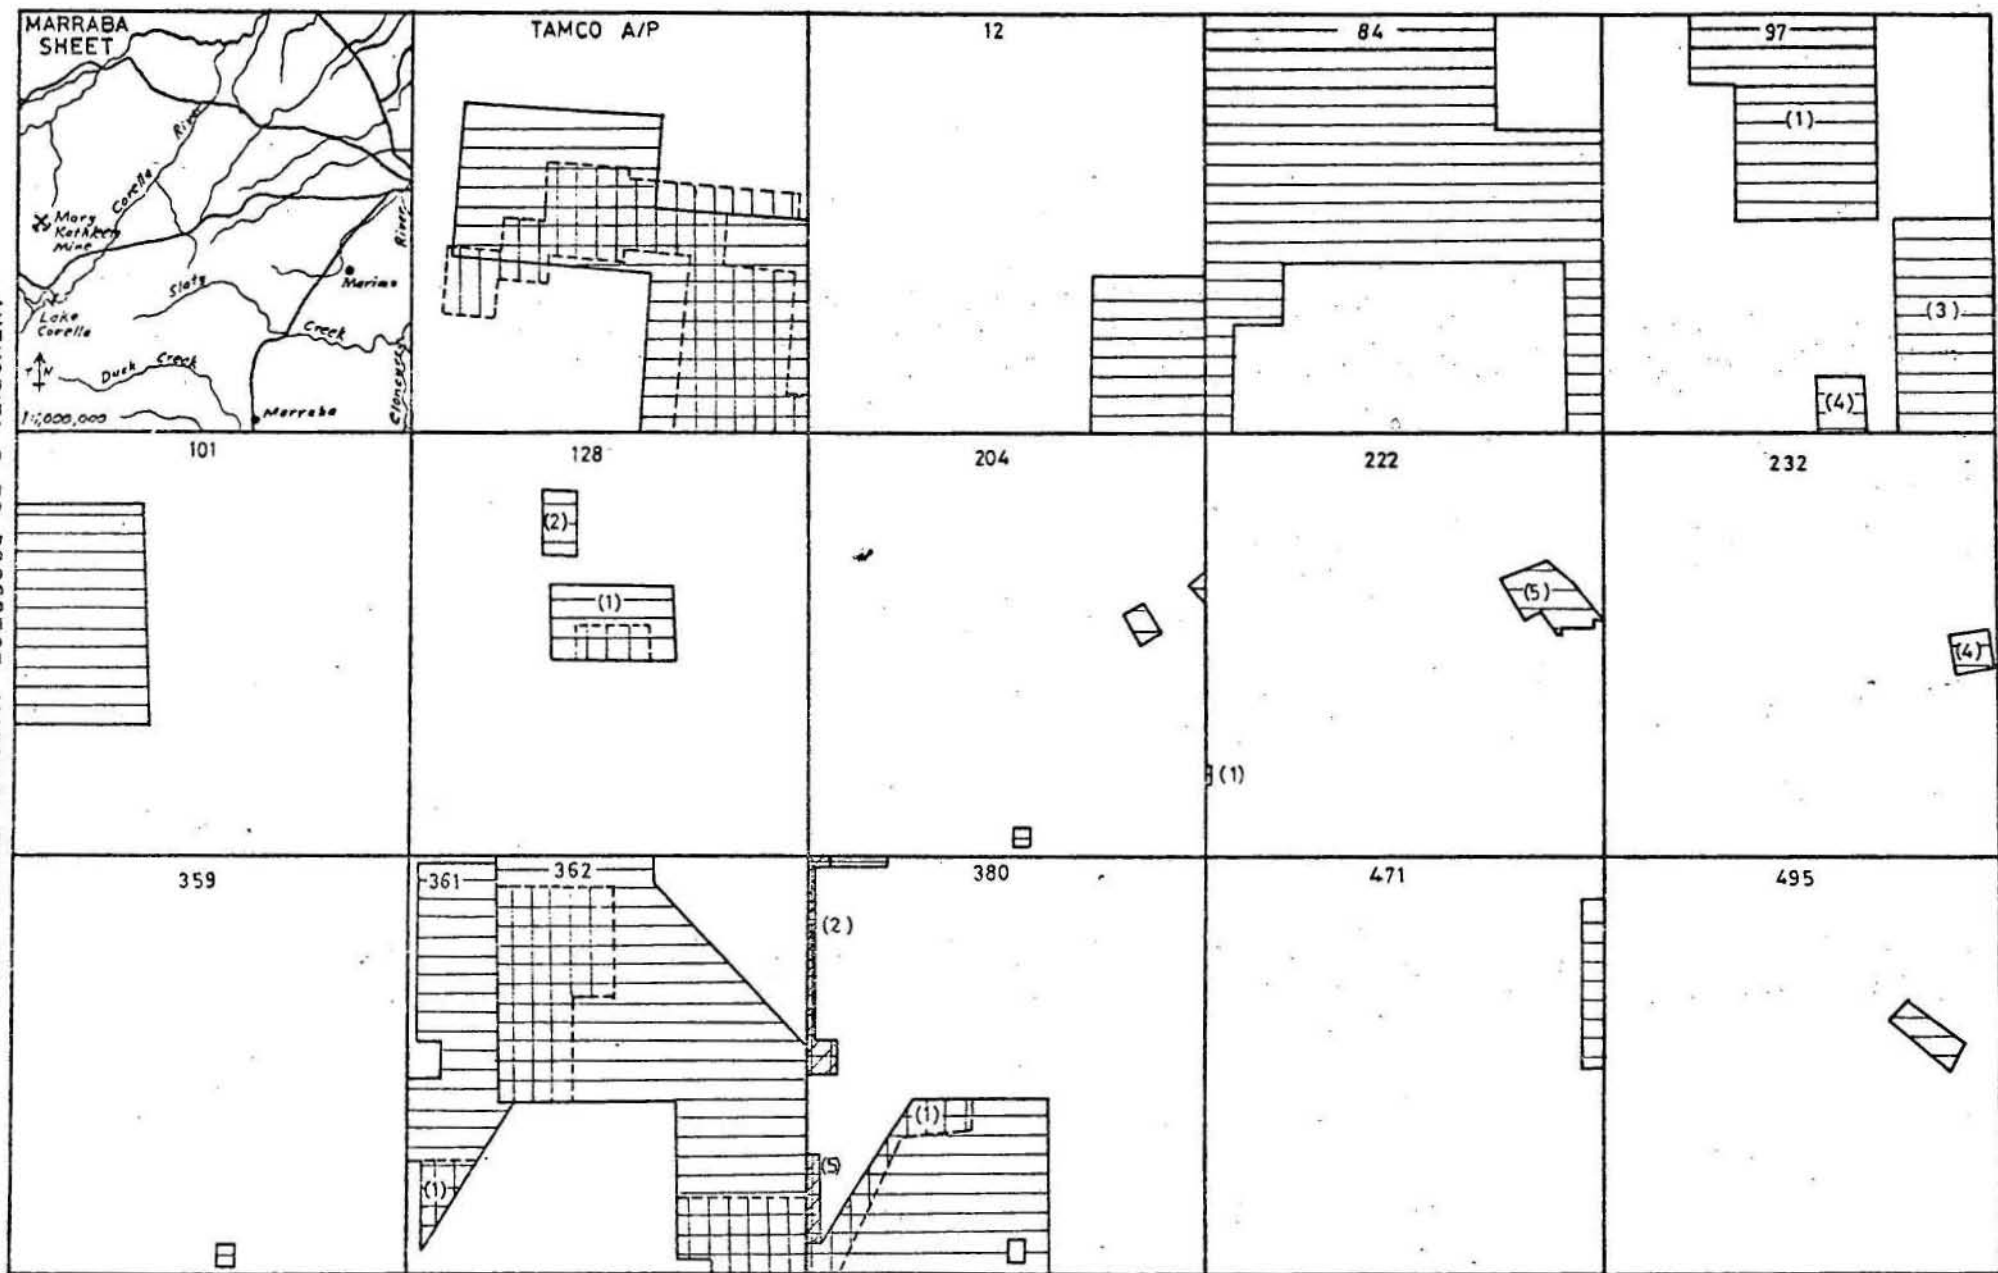 MARRABA
SHEET
River
Corella
Mary
Kathleen
Mine
River
Marimo
Slaty
Lake
Corella
Creek
N
Duck Creek
1:1,000,000
Marraba
Cloncurry
TAMCO A/P
12
84
97
(1)
(3)
(4)
101
128
(2)
(1)
204
222
(5)
(1)
232
(4)
359
361
362
(1)
380
(2)
(1)
(5)
471
495